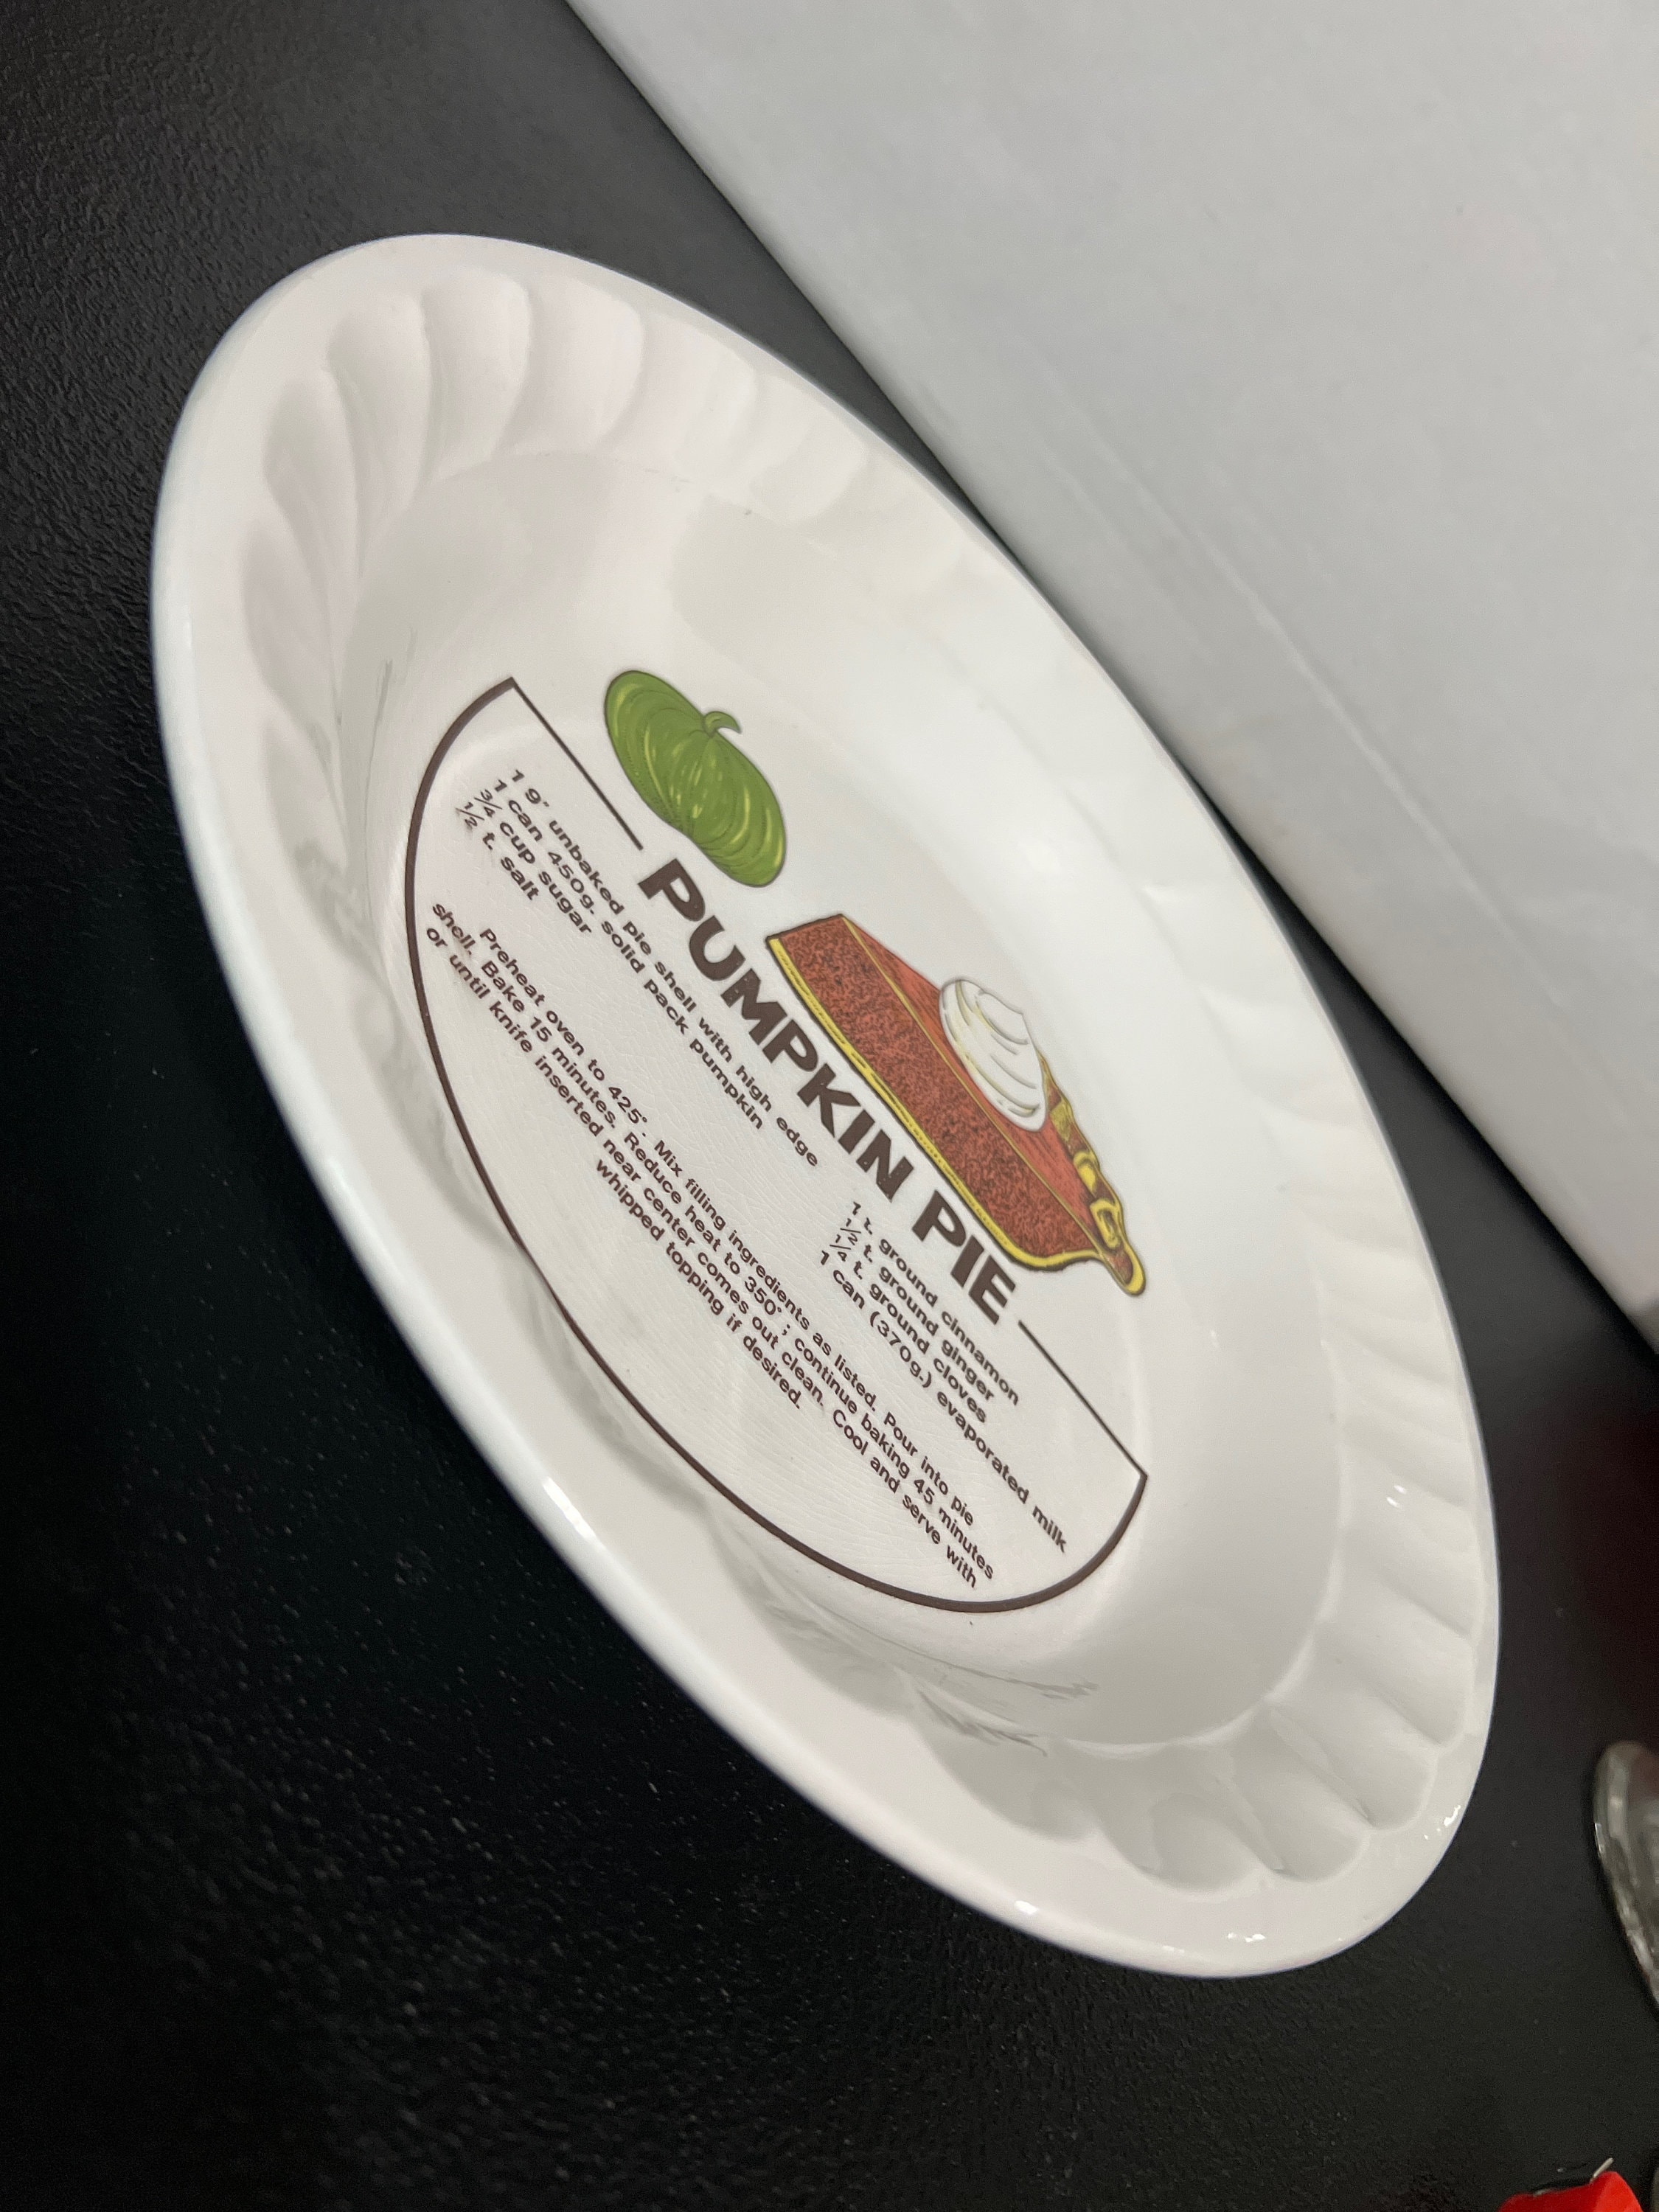 PUMPKIN PIE
1 9" unbaked pie shell with high edge
1 can 450g. solid pack pumpkin
¾ cup sugar
½ t. salt
1 t. ground cinnamon
½ t. ground ginger
¼ t. ground cloves
1 can (370g.) evaporated milk
Preheat oven to 425°. Mix filling ingredients as listed. Pour into pie
shell. Bake 15 minutes. Reduce heat to 350°; continue baking 45 minutes
or until knife inserted near center comes out clean. Cool and serve with
whipped topping if desired.